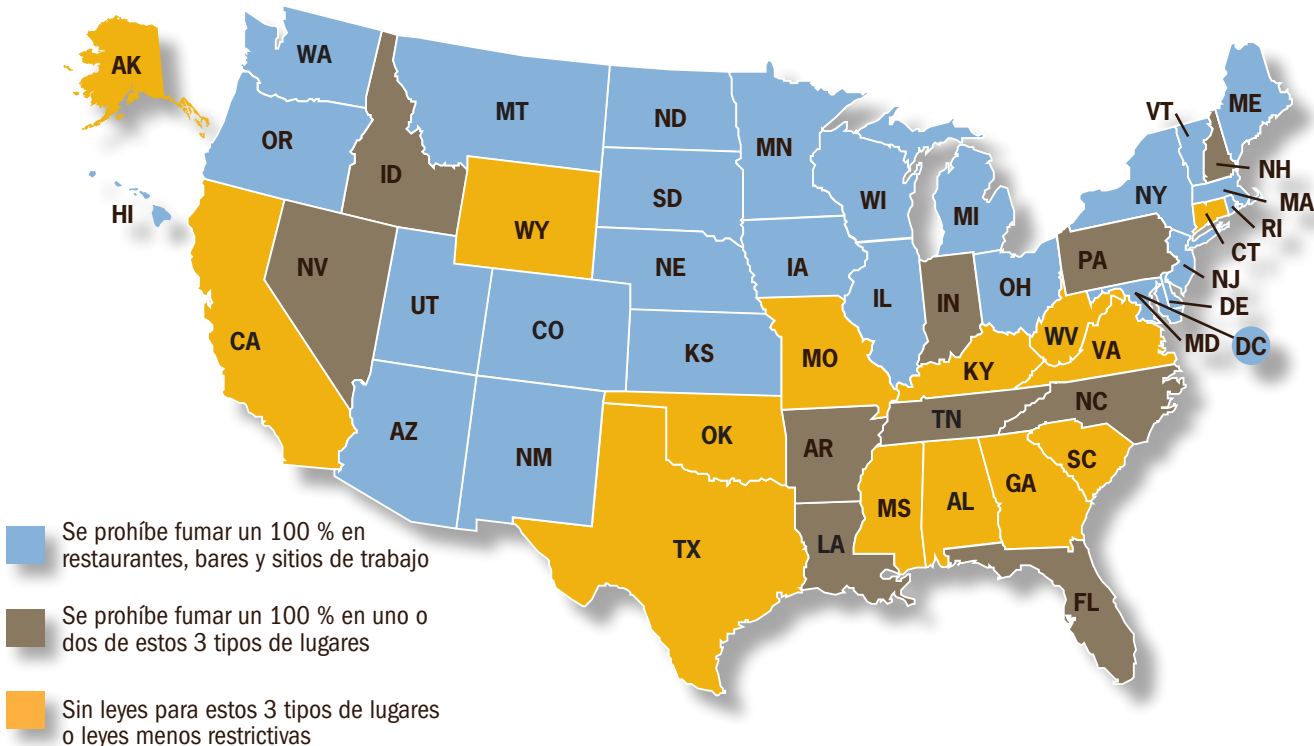 AK
WA
MT
ND
MN
VT
ME
OR
ID
SD
WI
MI
NY
NH
MA
HI
WY
RI
CT
NV
NE
IA
PA
NJ
UT
IL
IN
OH
DE
CA
CO
WV
MD
DC
KS
MO
VA
KY
NC
AZ
NM
OK
TN
AR
SC
MS
AL
GA
TX
LA
FL
Se prohíbe fumar un 100 % en
restaurantes, bares y sitios de trabajo
Se prohíbe fumar un 100 % en uno o
dos de estos 3 tipos de lugares
Sin leyes para estos 3 tipos de lugares
o leyes menos restrictivas